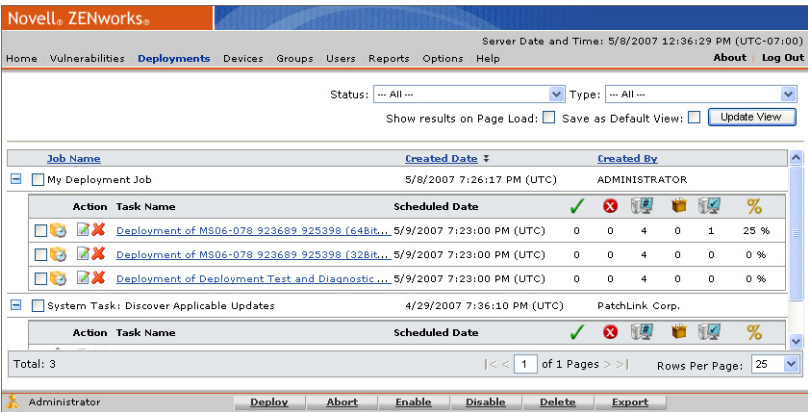 Novell® ZENworks®
Server Date and Time: 5/8/2007 12:36:29 PM (UTC-07:00)
Home Vulnerabilities Deployments Devices Groups Users Reports Options Help About Log Out
Status: --- All --- Type: --- All ---
Show results on Page Load: Save as Default View: Update View
Job Name Created Date Created By
My Deployment Job 5/8/2007 7:26:17 PM (UTC) ADMINISTRATOR
Action Task Name Scheduled Date %
Deployment of MS06-078 923689 925398 (64Bit... 5/9/2007 7:23:00 PM (UTC) 0 0 4 0 1 25 %
Deployment of MS06-078 923689 925398 (32Bit... 5/9/2007 7:23:00 PM (UTC) 0 0 4 0 0 0 %
Deployment of Deployment Test and Diagnostic ... 5/9/2007 7:23:00 PM (UTC) 0 0 4 0 0 0 %
System Task: Discover Applicable Updates 4/29/2007 7:36:10 PM (UTC) PatchLink Corp.
Action Task Name Scheduled Date %
Total: 3 |< < 1 of 1 Pages > >| Rows Per Page: 25
Administrator Deploy Abort Enable Disable Delete Export